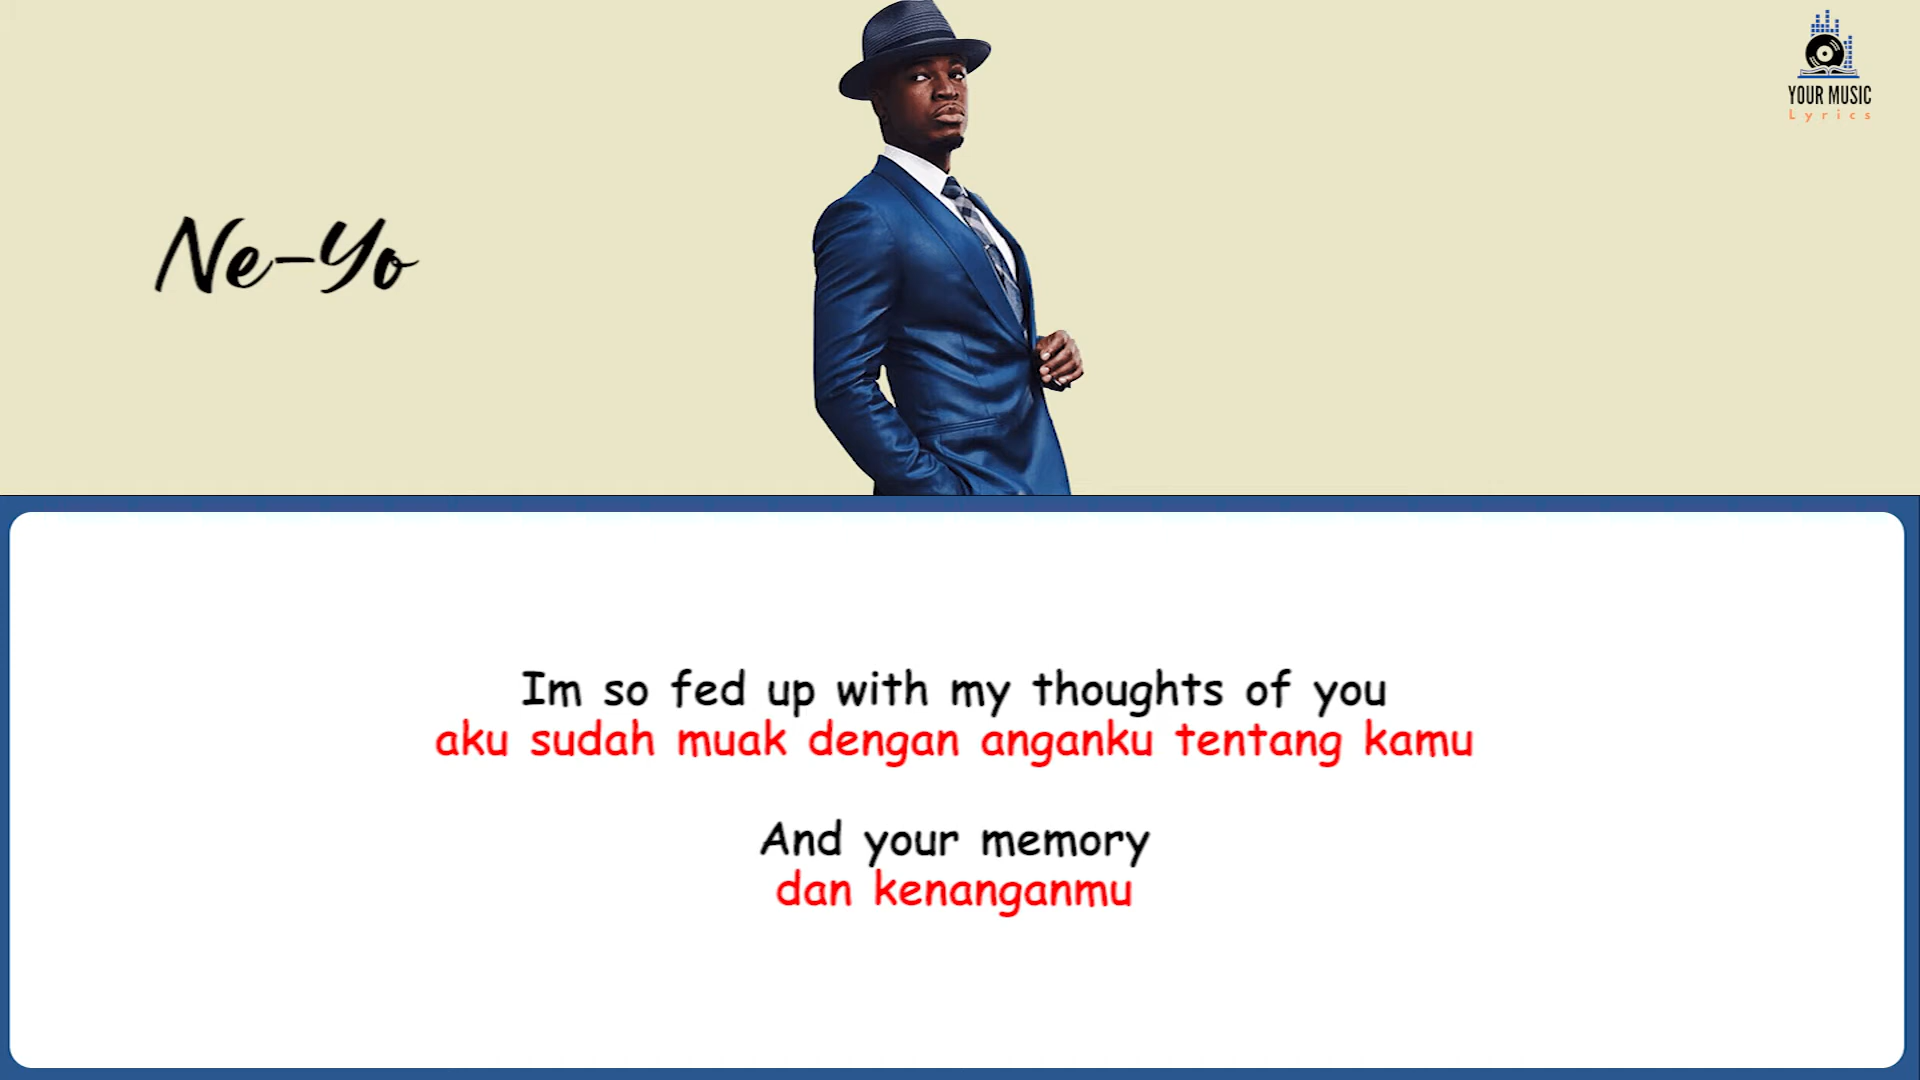 YOUR MUSIC
Lyrics
Ne-Yo
Im so fed up with my thoughts of you
aku sudah muak dengan anganku tentang kamu
And your memory
dan kenanganmu